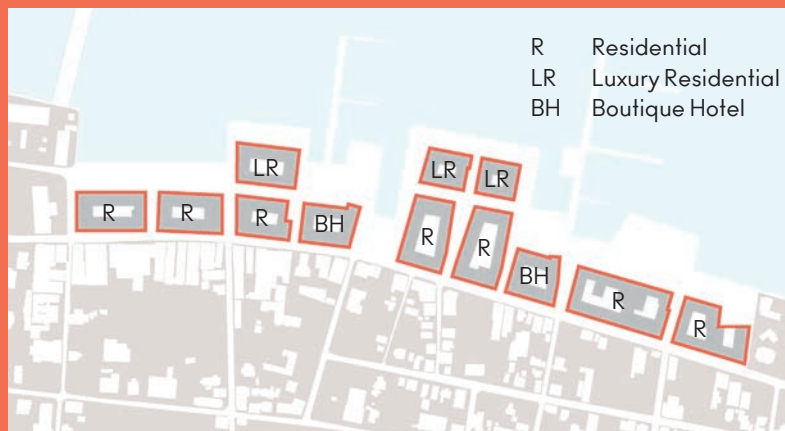 R Residential
LR Luxury Residential
BH Boutique Hotel
LR
LR
LR
R
R
R
BH
R
R
BH
R
R